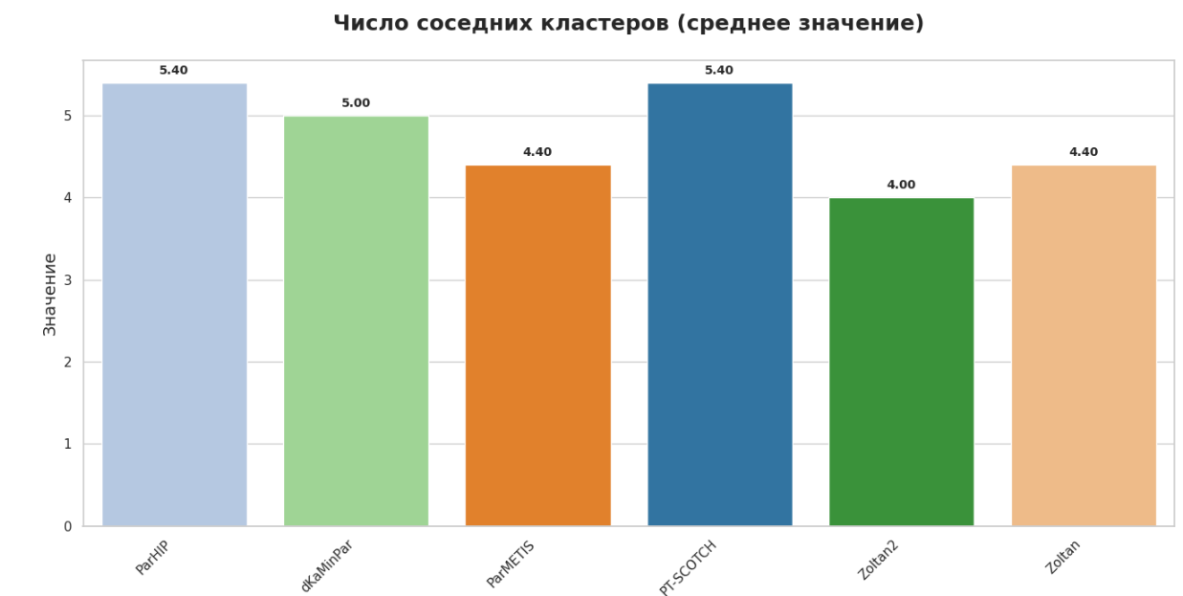 Число соседних кластеров (среднее значение)
5.40
5.00
4.40
5.40
4.00
4.40
Значение
5
4
3
2
1
0
ParHIP
dKaMinPar
ParMETIS
PT-SCOTCH
Zoltan2
Zoltan